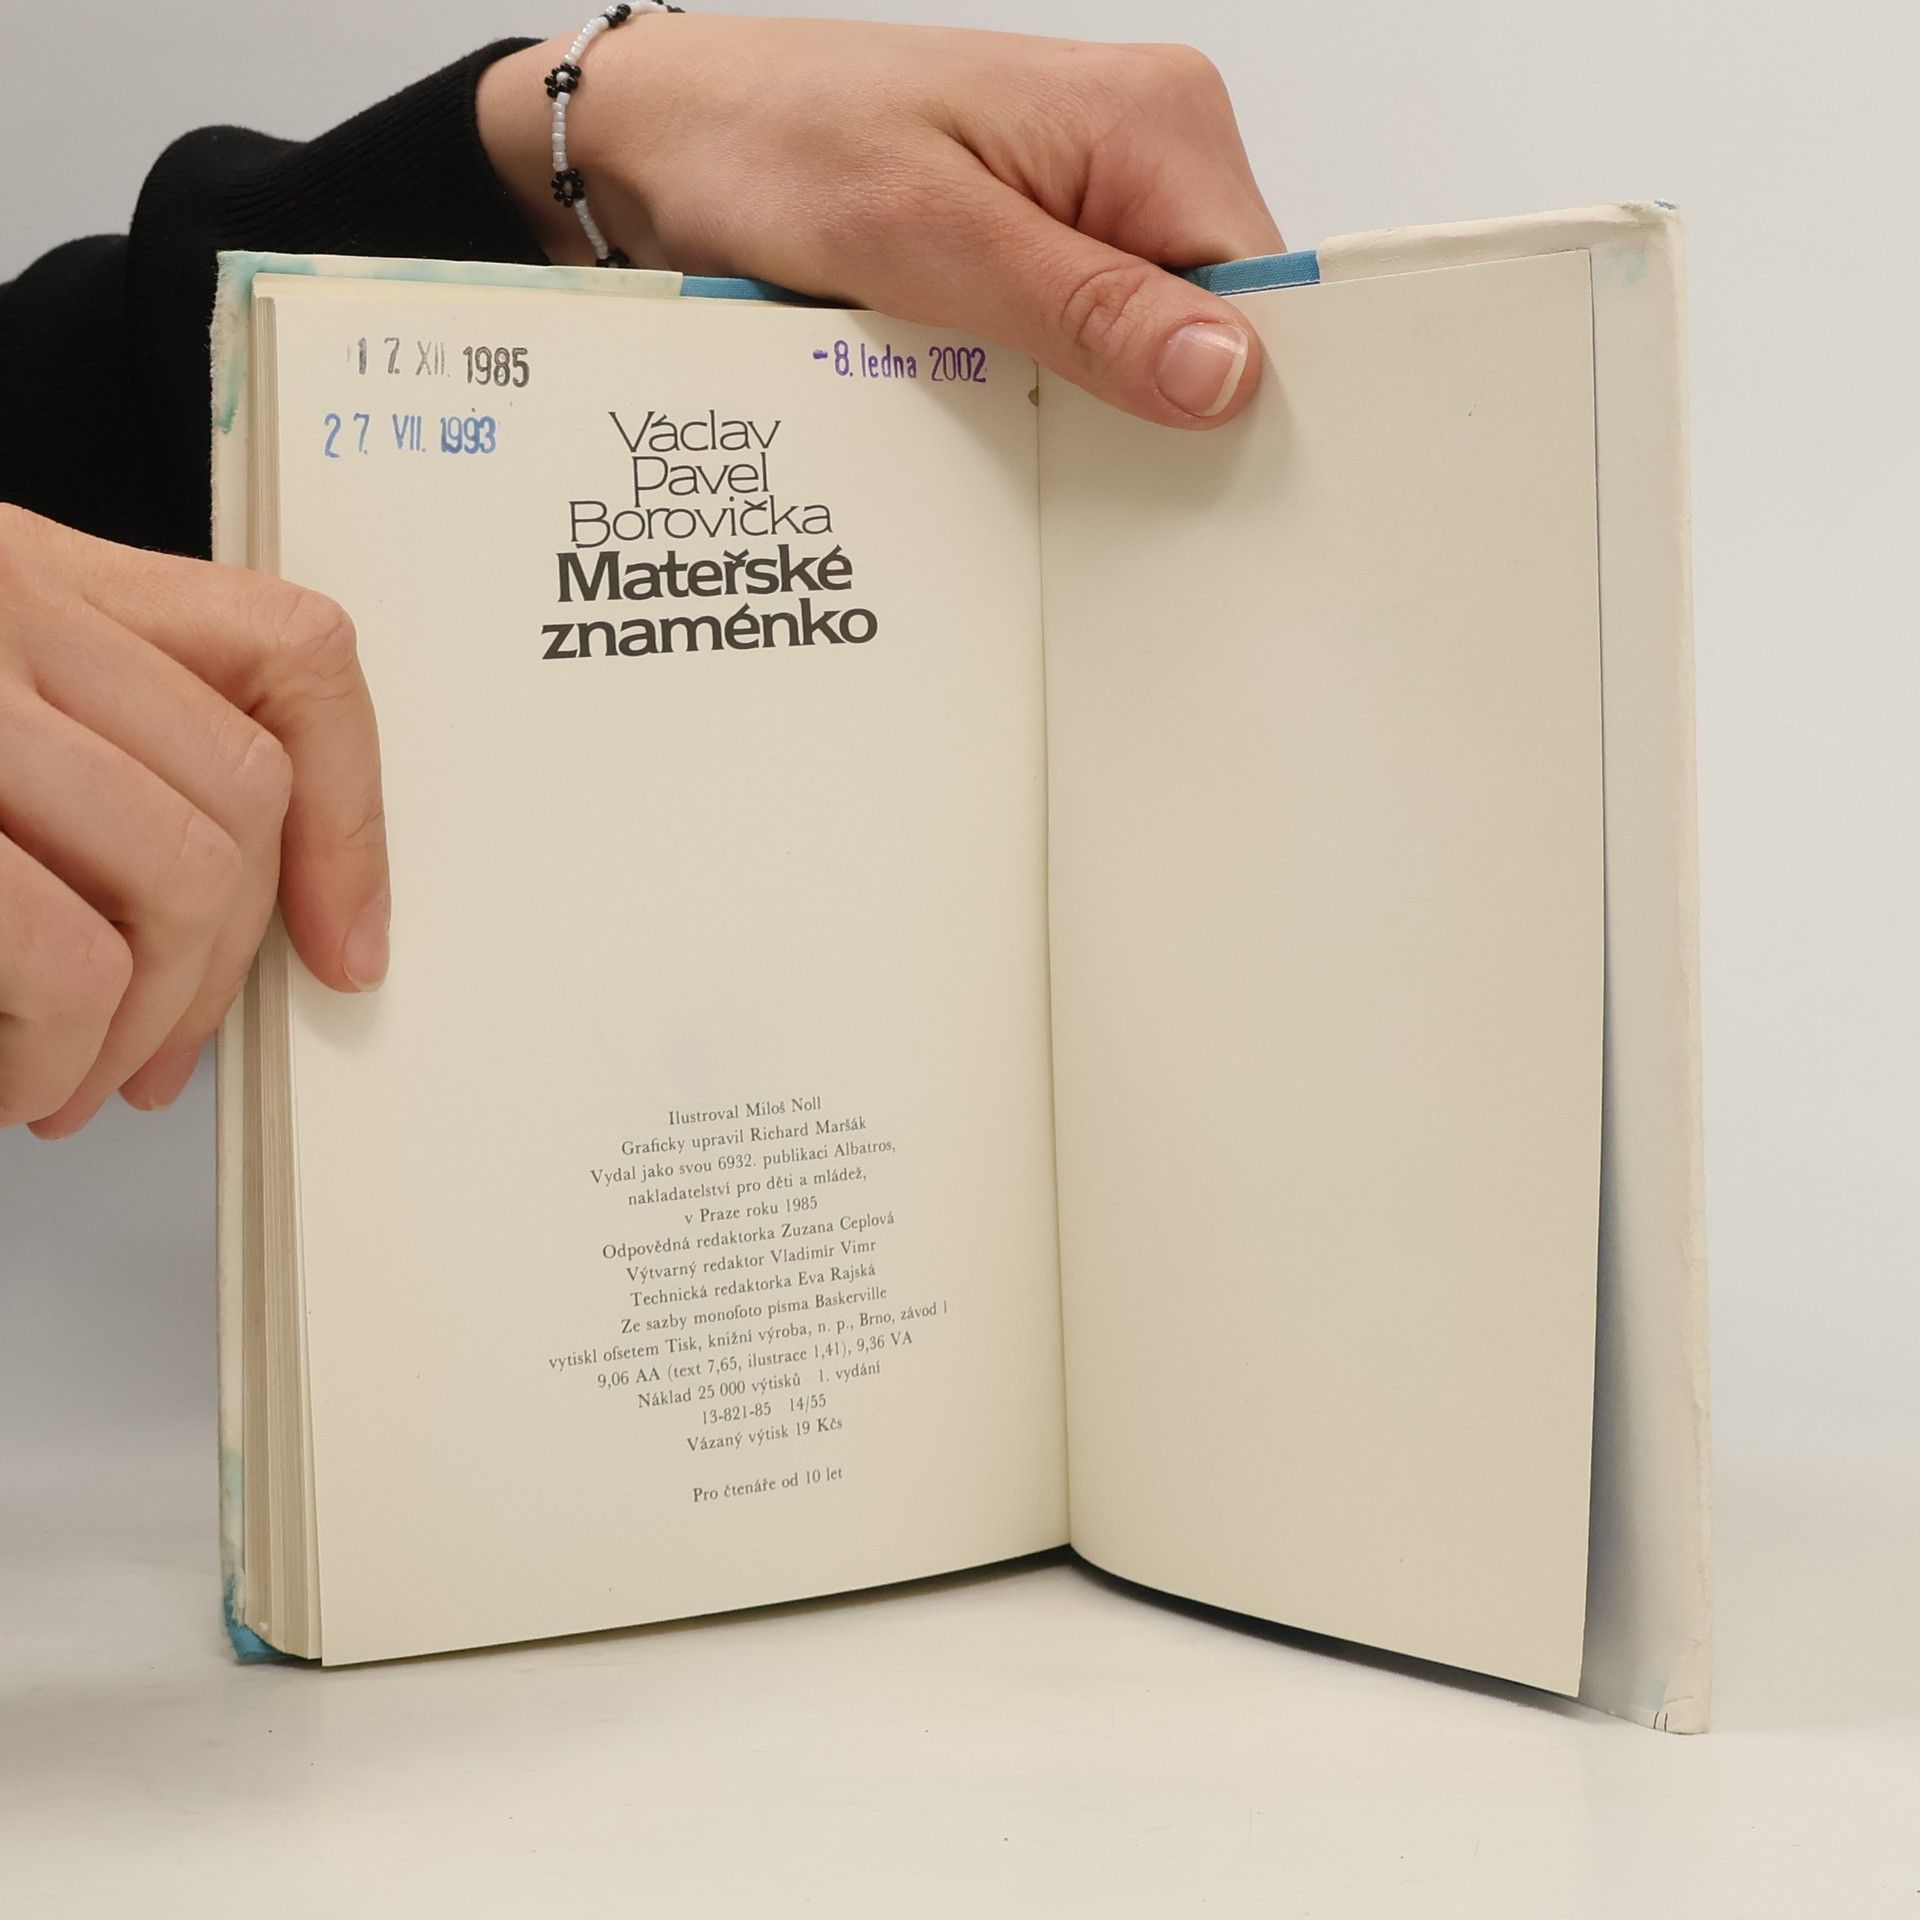 17. XII. 1985
- 8. ledna 2002
27. VII. 1993
Václav
Pavel
Borovička
Mateřské
znaménko
Ilustroval Miloš Noll
Graficky upravil Richard Maršák
Vydal jako svou 6932. publikaci Albatros,
nakladatelství pro děti a mládež,
v Praze roku 1985
Odpovědná redaktorka Zuzana Ceplová
Výtvarný redaktor Vladimír Vimr
Technická redaktorka Eva Rajská
Ze sazby monofoto písma Baskerville
vytiskl ofsetem Tisk, knižní výroba, n. p., Brno, závod 1
9,06 AA (text 7,65, ilustrace 1,41), 9,36 VA
Náklad 25 000 výtisků 1. vydání
13-821-85 14/55
Vázaný výtisk 19 Kčs
Pro čtenáře od 10 let